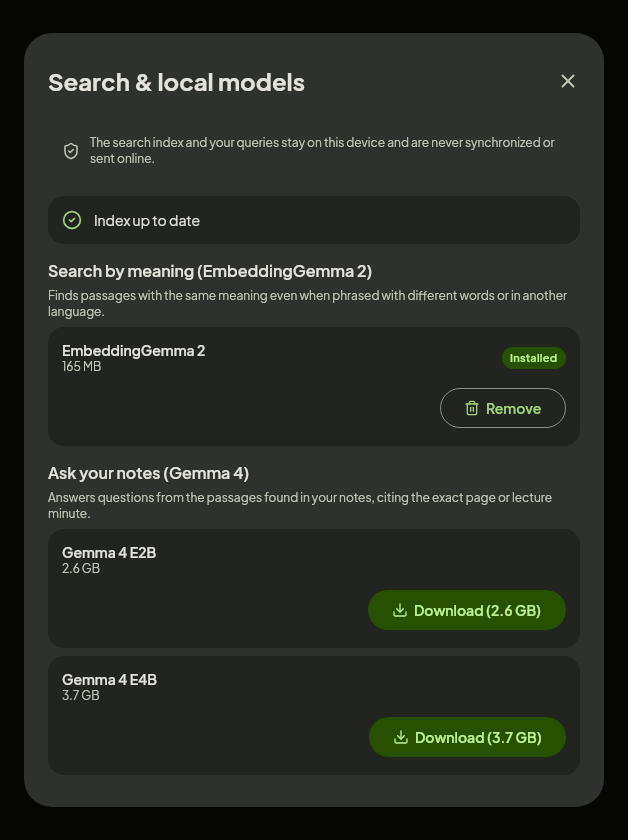 Search & local models
The search index and your queries stay on this device and are never synchronized or
sent online.
Index up to date
Search by meaning (EmbeddingGemma 2)
Finds passages with the same meaning even when phrased with different words or in another
language.
EmbeddingGemma 2
165 MB
Installed
Remove
Ask your notes (Gemma 4)
Answers questions from the passages found in your notes, citing the exact page or lecture
minute.
Gemma 4 E2B
2.6 GB
Download (2.6 GB)
Gemma 4 E4B
3.7 GB
Download (3.7 GB)